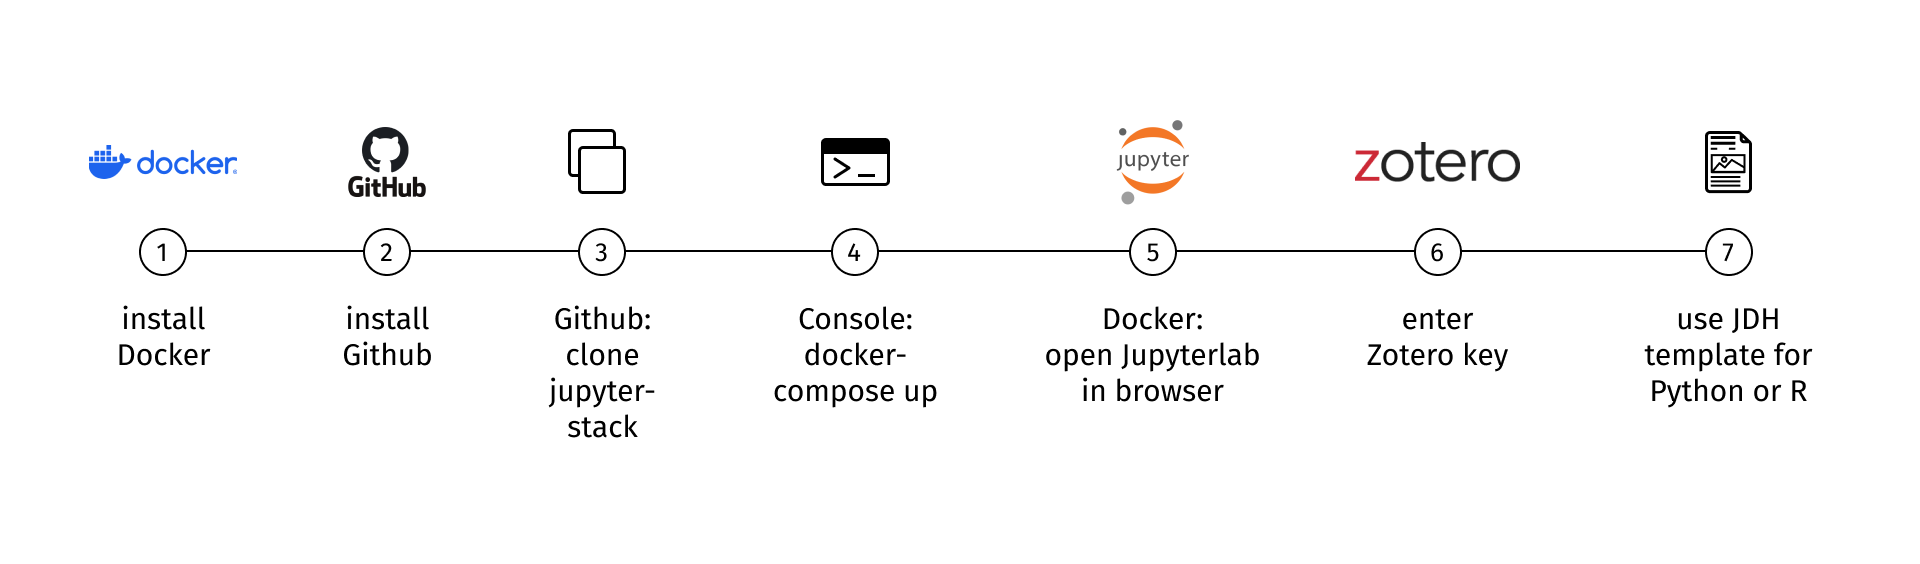 docker
GitHub
>_
jupyter
zotero
1
2
3
4
5
6
7
install
Docker
install
Github
Github:
clone
jupyter-
stack
Console:
docker-
compose up
Docker:
open Jupyterlab
in browser
enter
Zotero key
use JDH
template for
Python or R